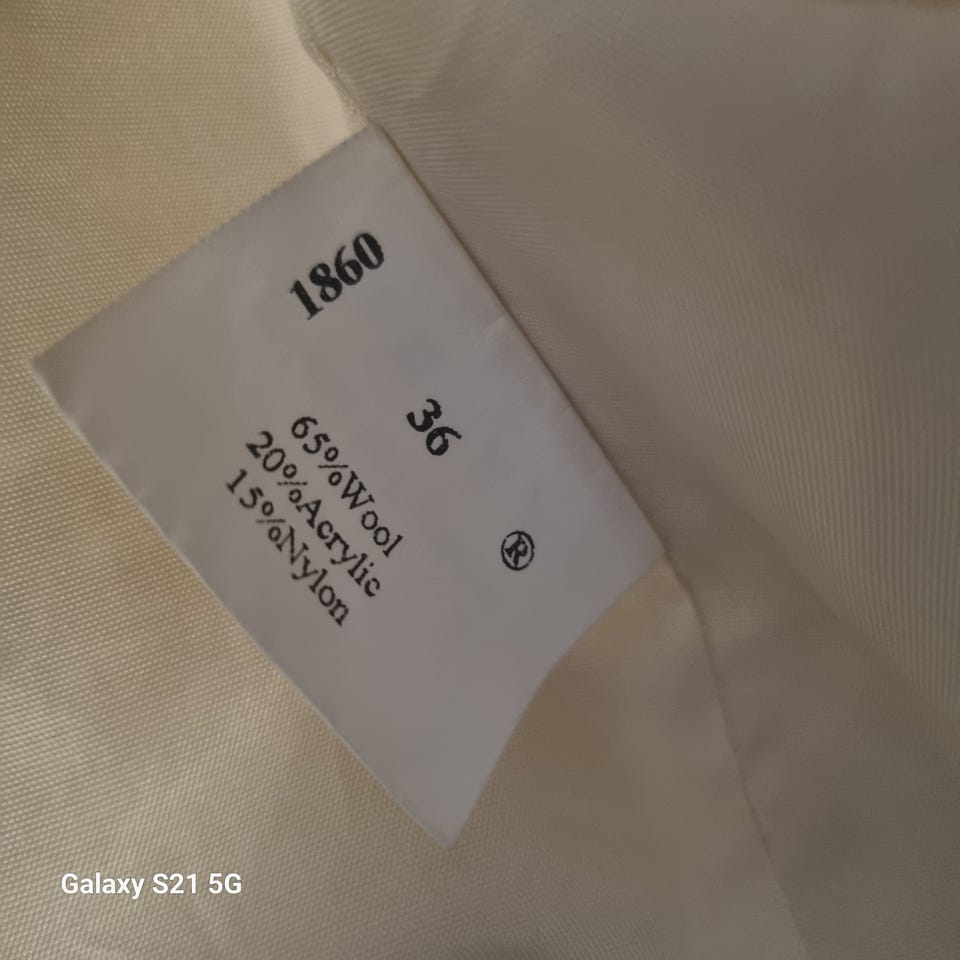 1860
36
®
65%Wool
20%Acrylic
15%Nylon
Galaxy S21 5G